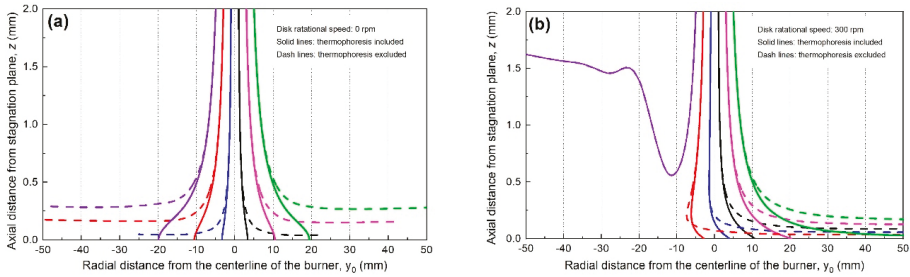 (a)
Disk ratational speed: 0 rpm
Solid lines: thermophoresis included
Dash lines: thermophoresis excluded
Axial distance from stagnation plane, z (mm)
2.0
1.5
1.0
0.5
0.0
-50 -40 -30 -20 -10 0 10 20 30 40 50
Radial distance from the centerline of the burner, y₀ (mm)
(b)
Disk ratational speed: 300 rpm
Solid lines: thermophoresis included
Dash lines: thermophoresis excluded
Axial distance from stagnation plane, z (mm)
2.0
1.5
1.0
0.5
0.0
-50 -40 -30 -20 -10 0 10 20 30 40 50
Radial distance from the centerline of the burner, y₀ (mm)